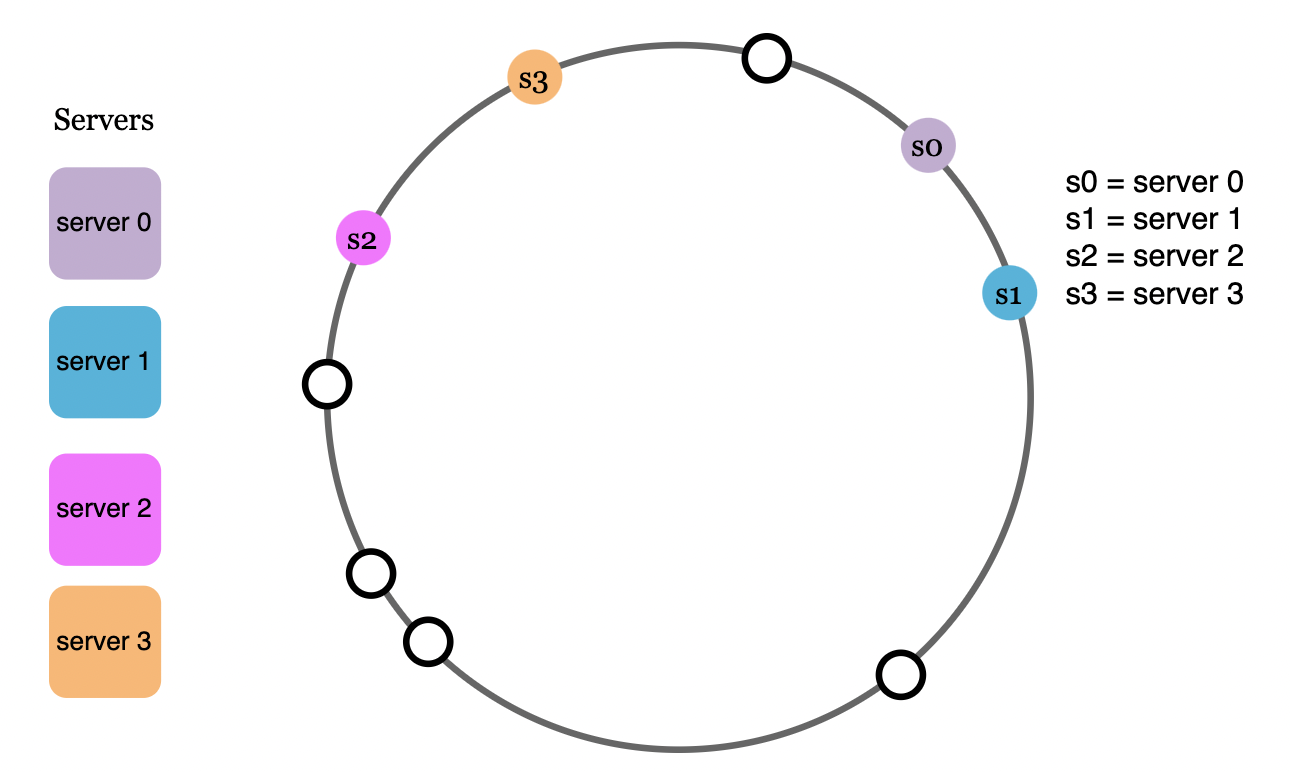 Servers
server 0
server 1
server 2
server 3
s3
s0
s2
s1
s0 = server 0
s1 = server 1
s2 = server 2
s3 = server 3